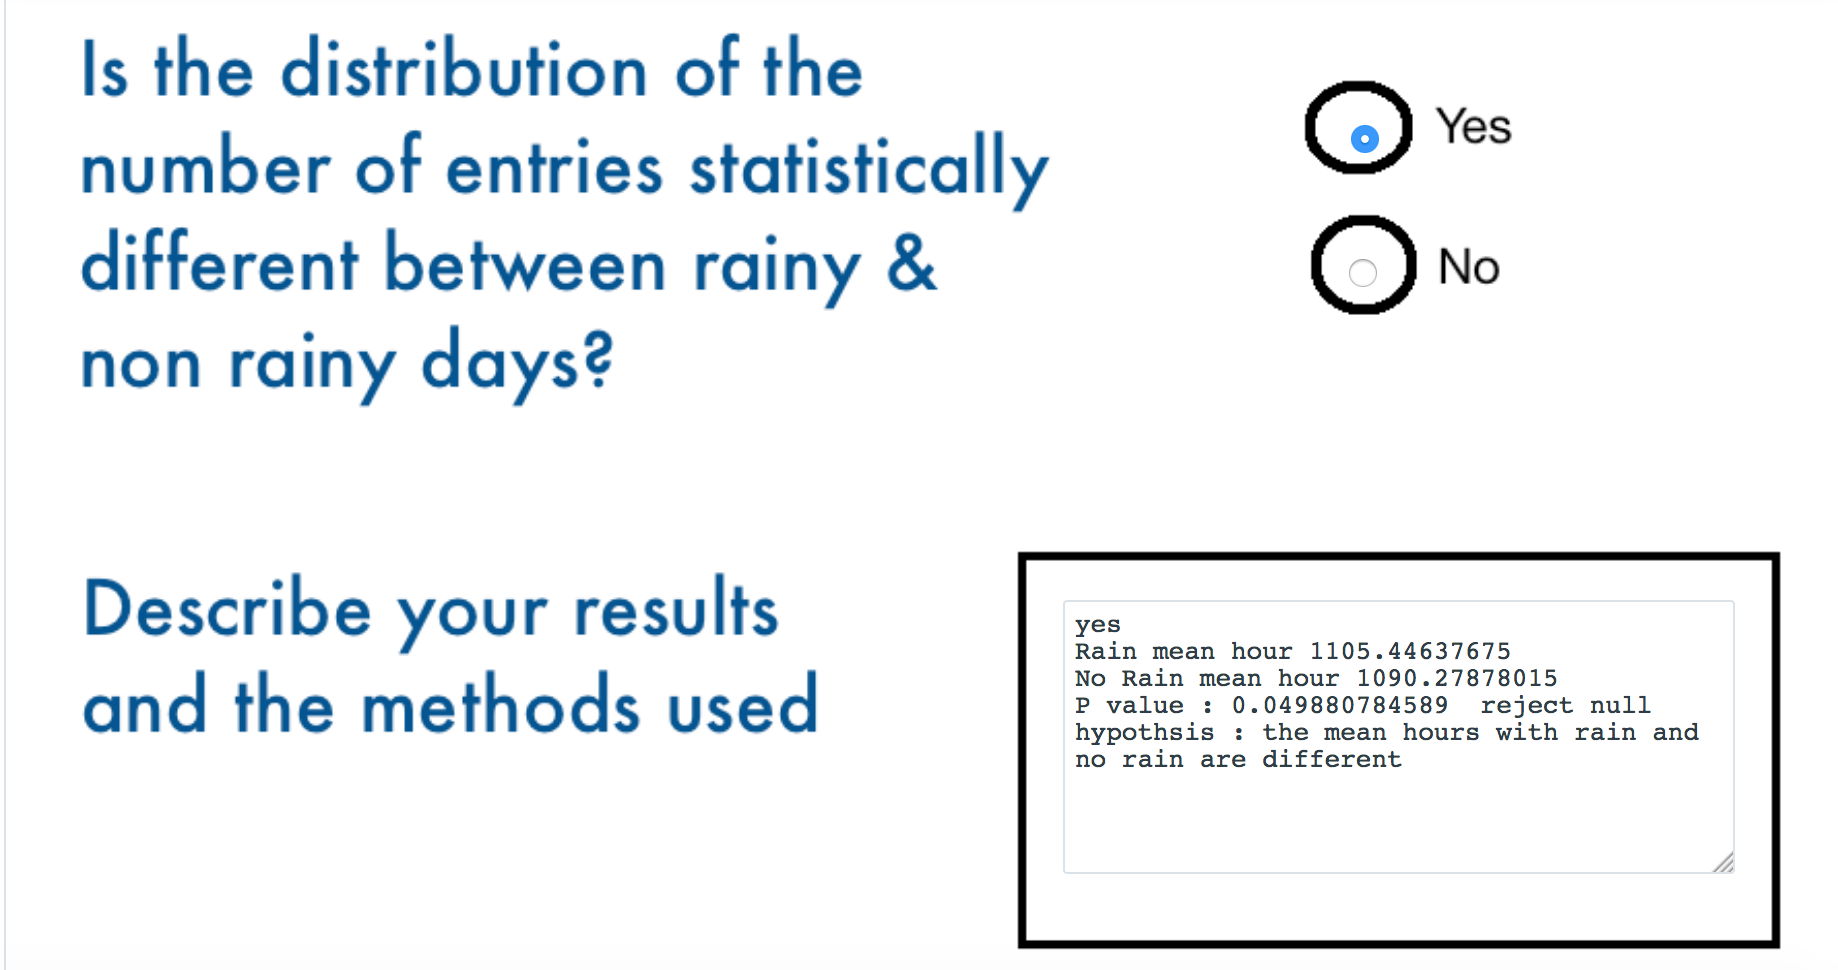 Is the distribution of the
number of entries statistically
different between rainy &
non rainy days?
Yes
No
Describe your results
and the methods used
yes
Rain mean hour 1105.44637675
No Rain mean hour 1090.27878015
P value : 0.049880784589  reject null
hypothsis : the mean hours with rain and
no rain are different